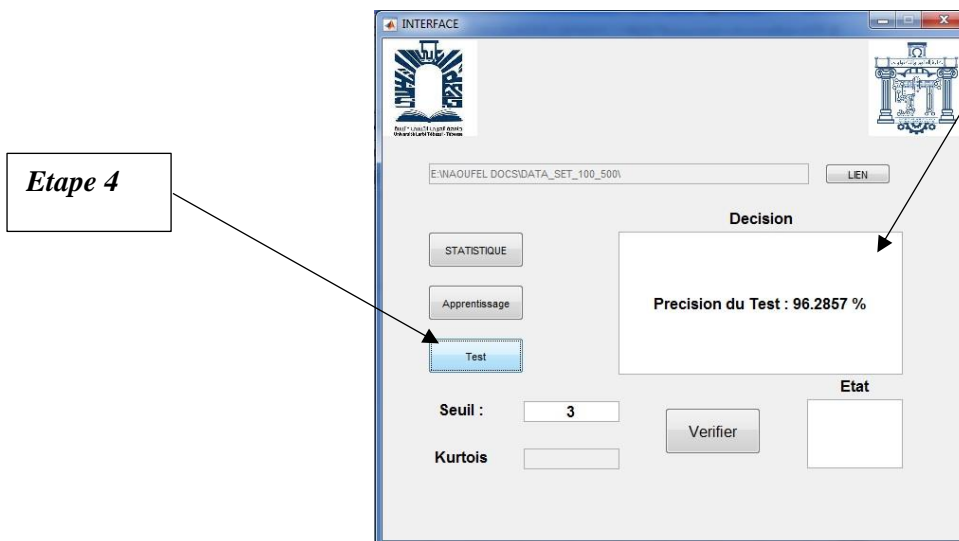 INTERFACE
E:\NAOUFEL DOCS\DATA_SET_100_500\
LIEN
Etape 4
Decision
STATISTIQUE
Apprentissage
Precision du Test : 96.2857 %
Test
Etat
Seuil :
3
Verifier
Kurtois